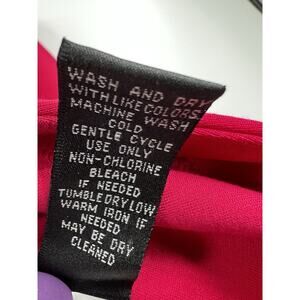 WASH AND DRY
WITH LIKE COLORS
MACHINE WASH
COLD
GENTLE CYCLE
USE ONLY
NON-CHLORINE
BLEACH
IF NEEDED
TUMBLE DRY LOW
WARM IRON IF
NEEDED
MAY BE DRY
CLEANED